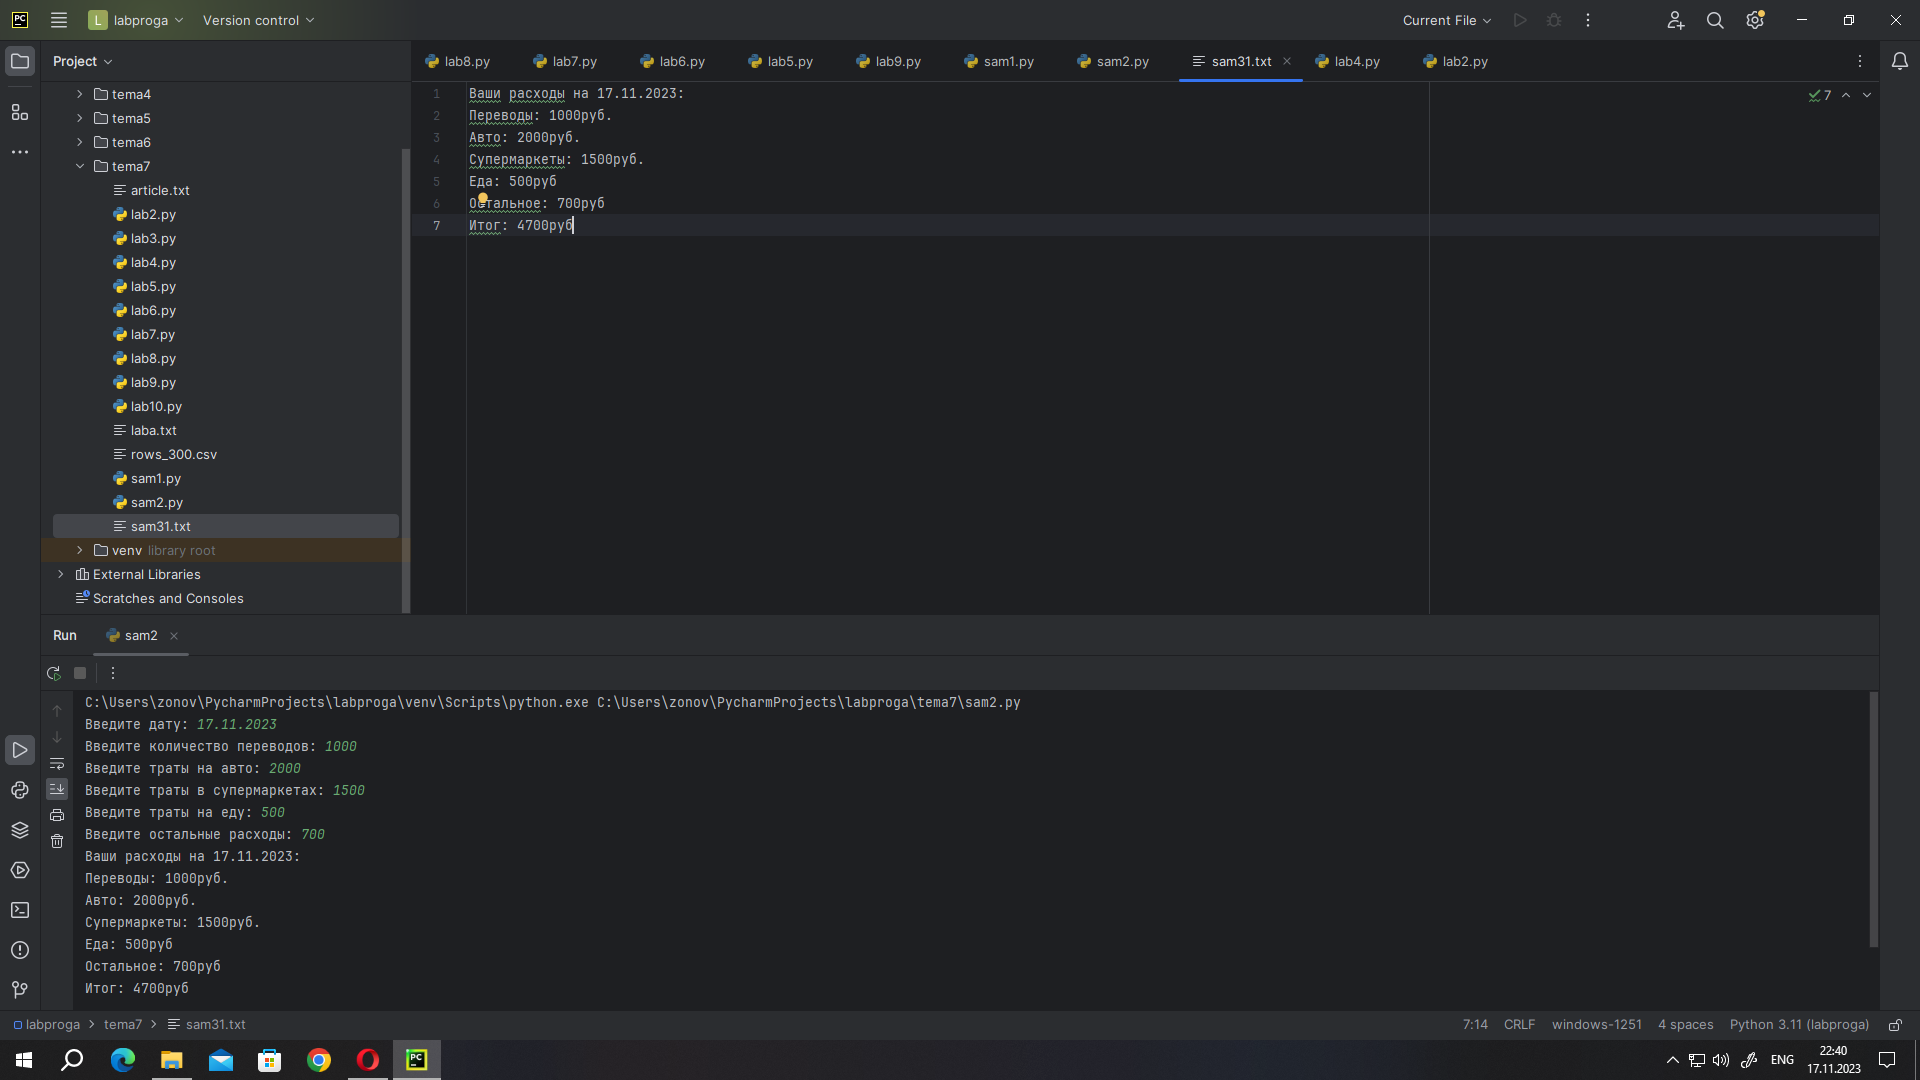 PC L labproga Version control Current File
Project
lab8.py lab7.py lab6.py lab5.py lab9.py sam1.py sam2.py sam31.txt lab4.py lab2.py
tema4
tema5
tema6
tema7
article.txt
lab2.py
lab3.py
lab4.py
lab5.py
lab6.py
lab7.py
lab8.py
lab9.py
lab10.py
laba.txt
rows_300.csv
sam1.py
sam2.py
sam31.txt
venv library root
External Libraries
Scratches and Consoles
1 Ваши расходы на 17.11.2023:
2 Переводы: 1000руб.
3 Авто: 2000руб.
4 Супермаркеты: 1500руб.
5 Еда: 500руб
6 Остальное: 700руб
7 Итог: 4700руб
7
Run sam2
C:\Users\zonov\PycharmProjects\labproga\venv\Scripts\python.exe C:\Users\zonov\PycharmProjects\labproga\tema7\sam2.py
Введите дату: 17.11.2023
Введите количество переводов: 1000
Введите траты на авто: 2000
Введите траты в супермаркетах: 1500
Введите траты на еду: 500
Введите остальные расходы: 700
Ваши расходы на 17.11.2023:
Переводы: 1000руб.
Авто: 2000руб.
Супермаркеты: 1500руб.
Еда: 500руб
Остальное: 700руб
Итог: 4700руб
labproga tema7 sam31.txt 7:14 CRLF windows-1251 4 spaces Python 3.11 (labproga)
PC ENG 22:40
17.11.2023